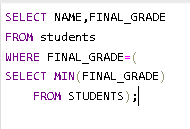 SELECT NAME,FINAL_GRADE
FROM students
WHERE FINAL_GRADE=(
SELECT MIN(FINAL_GRADE)
FROM STUDENTS);